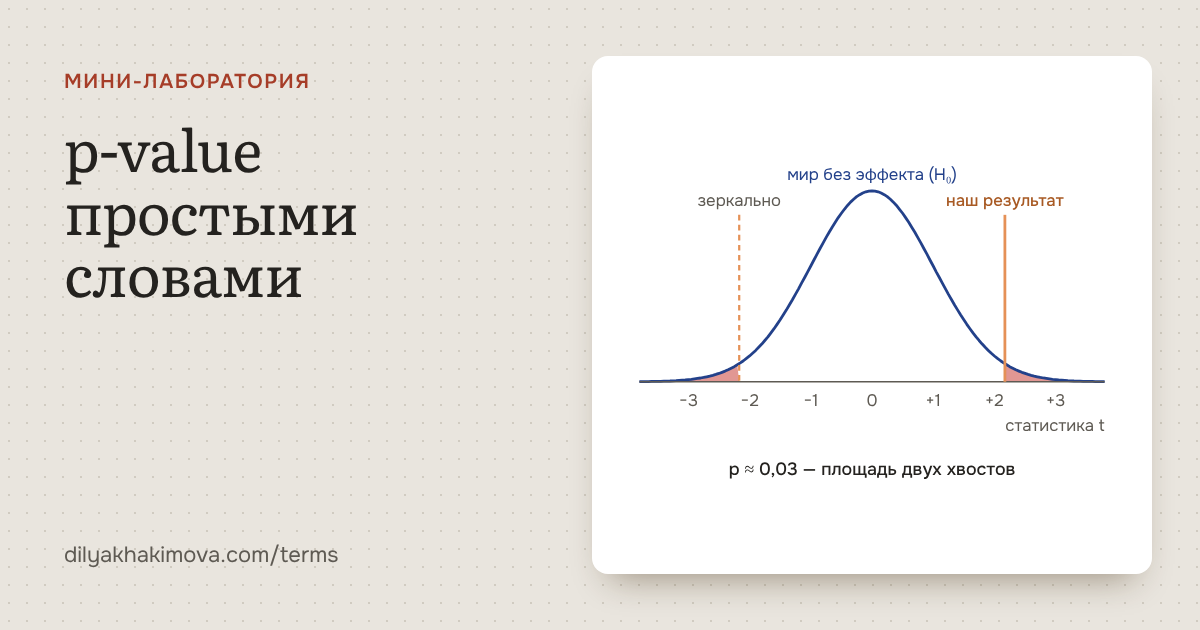 МИНИ-ЛАБОРАТОРИЯ
p-value
простыми
словами
dilyakhakimova.com/terms
мир без эффекта (H₀)
зеркально
наш результат
−3 −2 −1 0 +1 +2 +3
статистика t
p ≈ 0,03 — площадь двух хвостов